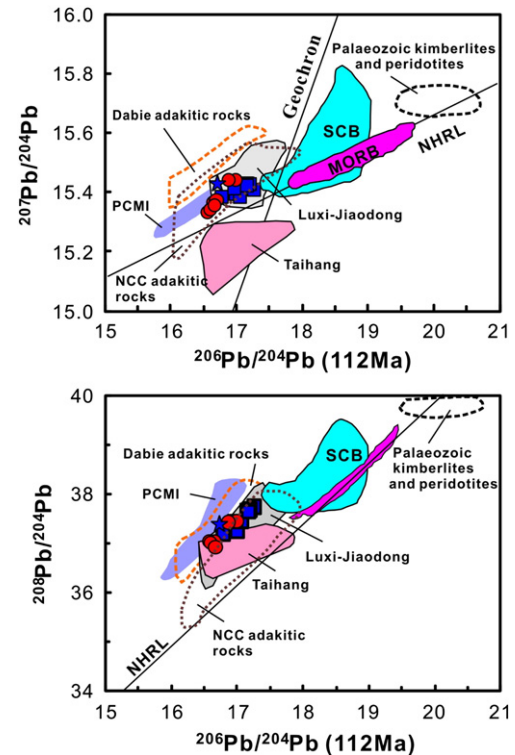 16.0
15.8
15.6
15.4
15.2
15.0
207Pb/204Pb
Geochron
Palaeozoic kimberlites
and peridotites
Dabie adakitic rocks
SCB
MORB
NHRL
PCMI
Luxi-Jiaodong
NCC adakitic
rocks
Taihang
15 16 17 18 19 20 21
206Pb/204Pb (112Ma)
40
38
36
34
208Pb/204Pb
Dabie adakitic rocks
PCMI
SCB
Palaeozoic
kimberlites
and peridotites
Luxi-Jiaodong
Taihang
NCC adakitic
rocks
NHRL
15 16 17 18 19 20 21
206Pb/204Pb (112Ma)